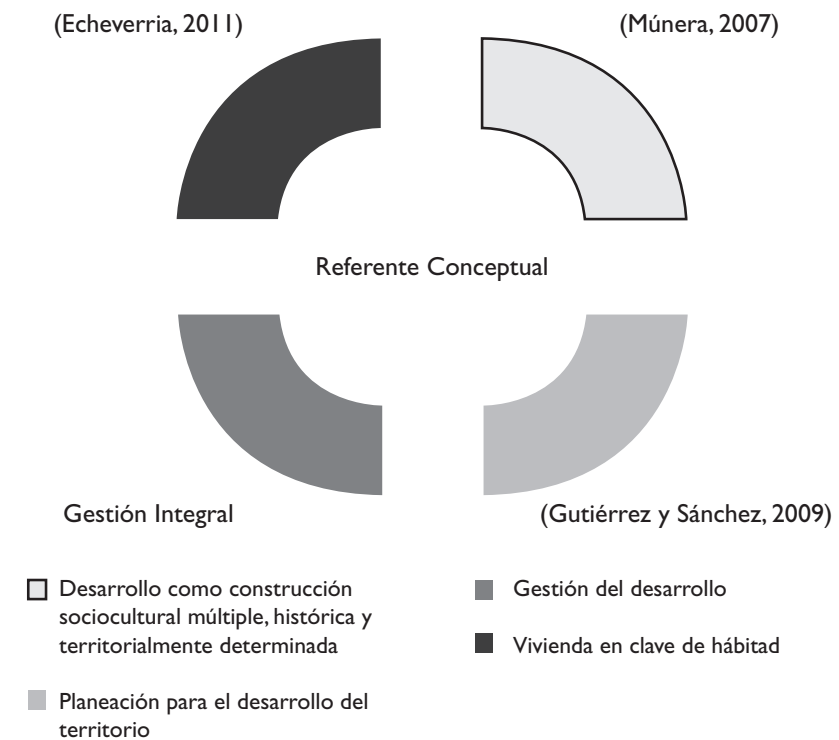 (Echeverria, 2011)
(Múnera, 2007)
Referente Conceptual
Gestión Integral
(Gutiérrez y Sánchez, 2009)
Desarrollo como construcción
sociocultural múltiple, histórica y
territorialmente determinada
Planeación para el desarrollo del
territorio
Gestión del desarrollo
Vivienda en clave de hábitad